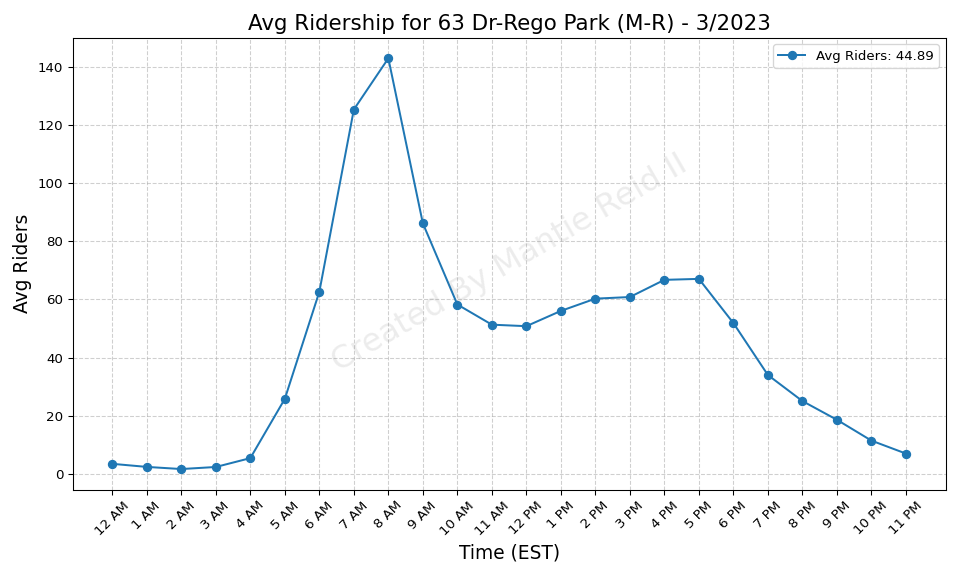 Avg Ridership for 63 Dr-Rego Park (M-R) - 3/2023
Avg Riders: 44.89
140
120
100
80
60
40
20
0
Avg Riders
Created By Mantie Reid II
12 AM
1 AM
2 AM
3 AM
4 AM
5 AM
6 AM
7 AM
8 AM
9 AM
10 AM
11 AM
12 PM
1 PM
2 PM
3 PM
4 PM
5 PM
6 PM
7 PM
8 PM
9 PM
10 PM
11 PM
Time (EST)